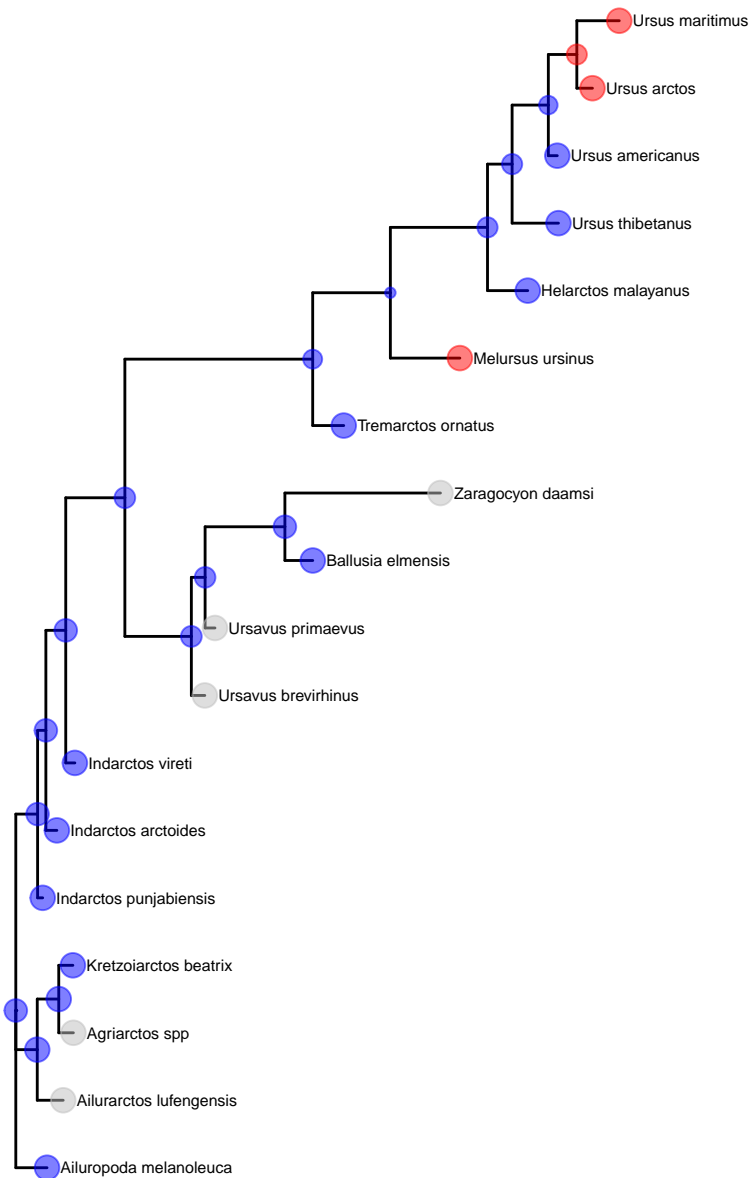 Ursus maritimus
Ursus arctos
Ursus americanus
Ursus thibetanus
Helarctos malayanus
Melursus ursinus
Tremarctos ornatus
Zaragocyon daamsi
Ballusia elmensis
Ursavus primaevus
Ursavus brevirhinus
Indarctos vireti
Indarctos arctoides
Indarctos punjabiensis
Kretzoiarctos beatrix
Agriarctos spp
Ailurarctos lufengensis
Ailuropoda melanoleuca